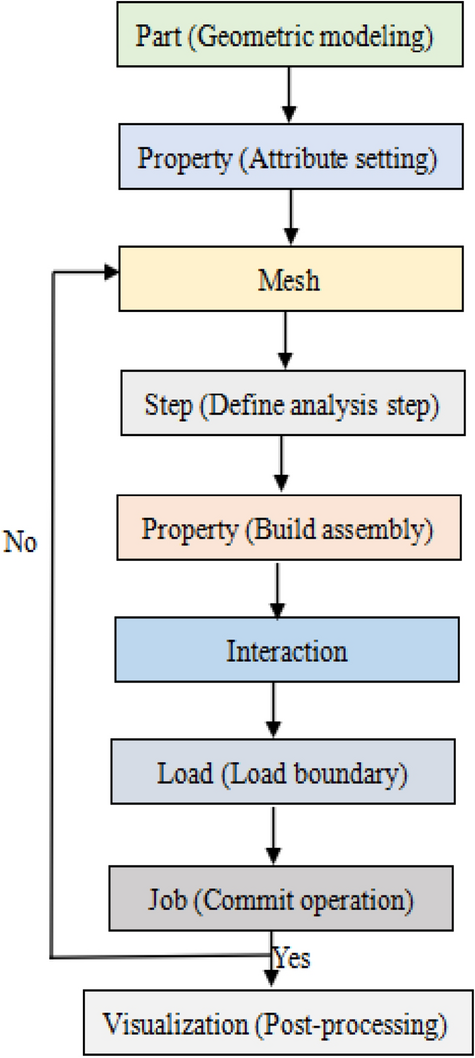 Part (Geometric modeling)
Property (Attribute setting)
Mesh
Step (Define analysis step)
Property (Build assembly)
No
Interaction
Load (Load boundary)
Job (Commit operation)
Yes
Visualization (Post-processing)